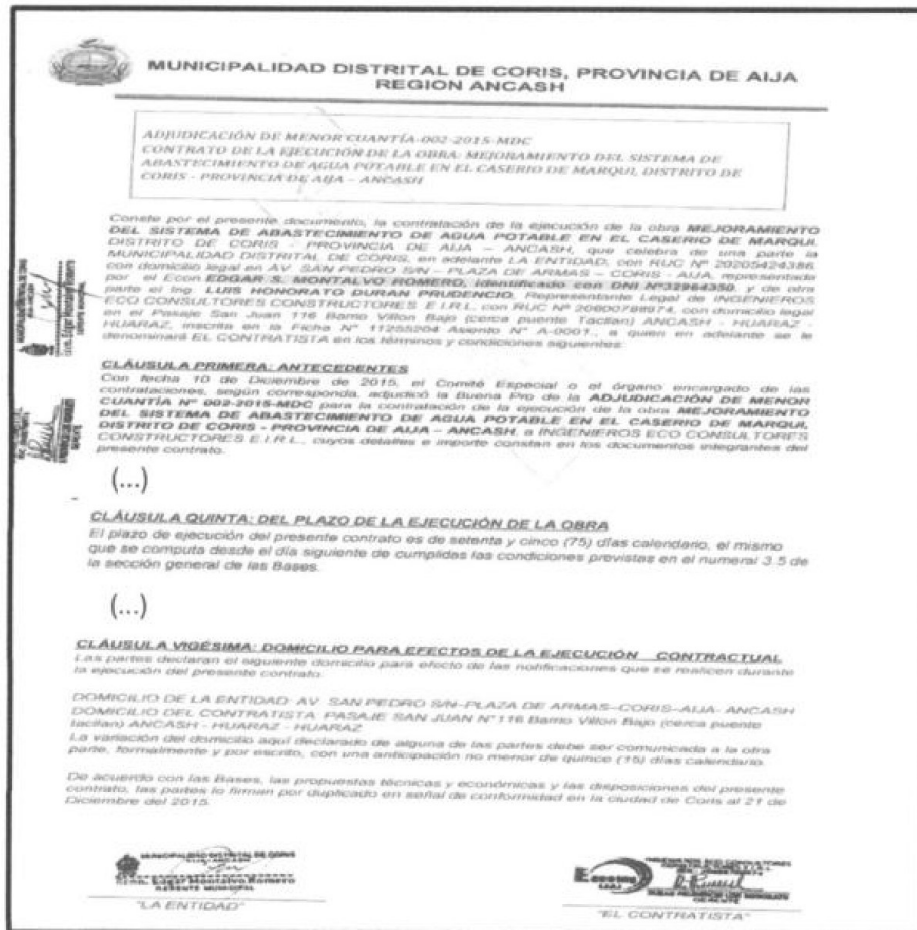 MUNICIPALIDAD DISTRITAL DE CORIS, PROVINCIA DE AIJA
REGION ANCASH
ADJUDICACIÓN DE MENOR CUANTÍA-002-2015-MDC
CONTRATO DE LA EJECUCIÓN DE LA OBRA: MEJORAMIENTO DEL SISTEMA DE
ABASTECIMIENTO DE AGUA POTABLE EN EL CASERIO DE MARQUI, DISTRITO DE
CORIS - PROVINCIA DE AIJA – ANCASH
Conste por el presente documento, la contratación de la ejecución de la obra MEJORAMIENTO
DEL SISTEMA DE ABASTECIMIENTO DE AGUA POTABLE EN EL CASERIO DE MARQUI,
DISTRITO DE CORIS - PROVINCIA DE AIJA – ANCASH, que celebra de una parte la
MUNICIPALIDAD DISTRITAL DE CORIS, en adelante LA ENTIDAD, con RUC Nº 20205424386
con domicilio legal en AV. SAN PEDRO S/N – PLAZA DE ARMAS – CORIS - AIJA, representada
por el Econ EDGAR S. MONTALVO ROMERO, identificado con DNI Nº32964350, y de otra
parte el Ing. LUIS HONORATO DURAN PRUDENCIO, Representante Legal de INGENIEROS
ECO CONSULTORES CONSTRUCTORES E.I.R.L., con RUC Nº 20600798974, con domicilio legal
en el Pasaje San Juan 116 Barrio Villon Bajo (cerca puente Tacllan) ANCASH - HUARAZ -
HUARAZ, inscrita en la Ficha N° 11255204 Asiento N° A-0001., a quien en adelante se le
denominará EL CONTRATISTA en los términos y condiciones siguientes:
CLÁUSULA PRIMERA: ANTECEDENTES
Con fecha 10 de Diciembre de 2015, el Comité Especial o el órgano encargado de las
contrataciones, según corresponda, adjudicó la Buena Pro de la ADJUDICACIÓN DE MENOR
CUANTÍA Nº 002-2015-MDC para la contratación de la ejecución de la obra MEJORAMIENTO
DEL SISTEMA DE ABASTECIMIENTO DE AGUA POTABLE EN EL CASERIO DE MARQUI,
DISTRITO DE CORIS - PROVINCIA DE AIJA – ANCASH, a INGENIEROS ECO CONSULTORES
CONSTRUCTORES E.I.R.L., cuyos detalles e importe constan en los documentos integrantes del
presente contrato.
(...)
CLÁUSULA QUINTA: DEL PLAZO DE LA EJECUCIÓN DE LA OBRA
El plazo de ejecución del presente contrato es de setenta y cinco (75) días calendario, el mismo
que se computa desde el día siguiente de cumplidas las condiciones previstas en el numeral 3.5 de
la sección general de las Bases.
(...)
CLÁUSULA VIGÉSIMA: DOMICILIO PARA EFECTOS DE LA EJECUCIÓN CONTRACTUAL
Las partes declaran el siguiente domicilio para efecto de las notificaciones que se realicen durante
la ejecución del presente contrato.
DOMICILIO DE LA ENTIDAD: AV. SAN PEDRO S/N-PLAZA DE ARMAS–CORIS–AIJA- ANCASH
DOMICILIO DEL CONTRATISTA: PASAJE SAN JUAN N°116 Barrio Villon Bajo (cerca puente
tacllan) ANCASH - HUARAZ - HUARAZ
La variación del domicilio aquí declarado de alguna de las partes debe ser comunicada a la otra
parte, formalmente y por escrito, con una anticipación no menor de quince (15) días calendario.
De acuerdo con las Bases, las propuestas técnicas y económicas y las disposiciones del presente
contrato, las partes lo firman por duplicado en señal de conformidad en la ciudad de Coris al 21 de
Diciembre del 2015.
MUNICIPALIDAD DISTRITAL DE CORIS
Edgar Montalvo Romero
GERENTE MUNICIPAL
"LA ENTIDAD"
INGENIEROS ECO CONSULTORES
GERENTE
"EL CONTRATISTA"